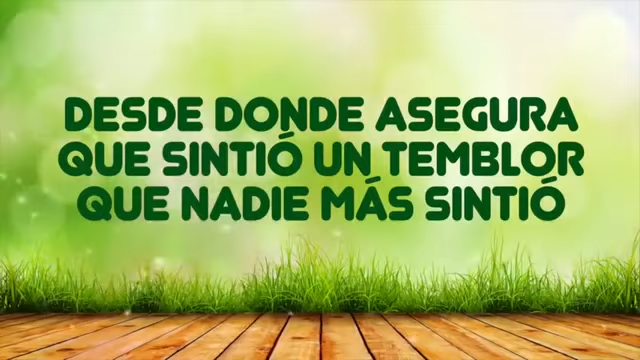 DESDE DONDE ASEGURA
QUE SINTIÓ UN TEMBLOR
QUE NADIE MÁS SINTIÓ